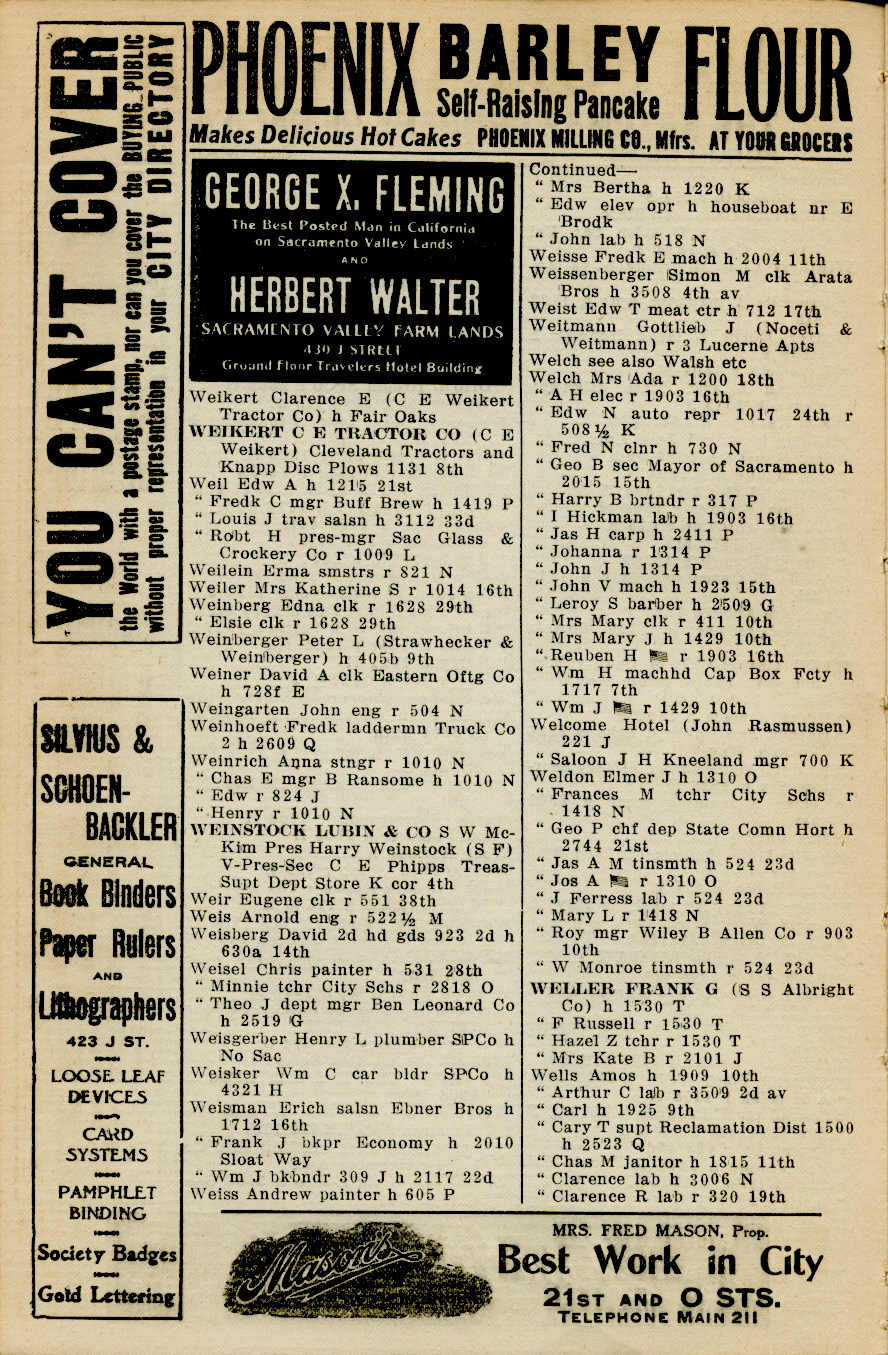 PHOENIX BARLEY FLOUR
Self-Raising Pancake
Makes Delicious Hot Cakes PHOENIX MILLING CO., Mfrs. AT YOUR GROCERS
YOU CAN'T COVER
the World with a postage stamp, nor can you cover the BUYING PUBLIC
without proper representation in your CITY DIRECTORY
SILVIUS &
SCHOEN-
BACKLER
GENERAL
Book Binders
Paper Rulers
AND
Lithographers
423 J ST.
LOOSE LEAF
DEVICES
CARD
SYSTEMS
PAMPHLET
BINDING
Society Badges
Gold Lettering
GEORGE X. FLEMING
The Best Posted Man in California
on Sacramento Valley Lands
AND
HERBERT WALTER
SACRAMENTO VALLEY FARM LANDS
430 J STREET
Ground Floor Travelers Hotel Building
Weikert Clarence E (C E Weikert
Tractor Co) h Fair Oaks
WEIKERT C E TRACTOR CO (C E
Weikert) Cleveland Tractors and
Knapp Disc Plows 1131 8th
Weil Edw A h 1215 21st
" Fredk C mgr Buff Brew h 1419 P
" Louis J trav salsn h 3112 33d
" Robt H pres-mgr Sac Glass &
Crockery Co r 1009 L
Weilein Erma smstrs r 821 N
Weiler Mrs Katherine S r 1014 16th
Weinberg Edna clk r 1628 29th
" Elsie clk r 1628 29th
Weinberger Peter L (Strawhecker &
Weinberger) h 405b 9th
Weiner David A clk Eastern Oftg Co
h 728f E
Weingarten John eng r 504 N
Weinhoeft Fredk laddermn Truck Co
2 h 2609 Q
Weinrich Anna stngr r 1010 N
" Chas E mgr B Ransome h 1010 N
" Edw r 824 J
" Henry r 1010 N
WEINSTOCK LUBIN & CO S W Mc-
Kim Pres Harry Weinstock (S F)
V-Pres-Sec C E Phipps Treas-
Supt Dept Store K cor 4th
Weir Eugene clk r 551 38th
Weis Arnold eng r 522½ M
Weisberg David 2d hd gds 923 2d h
630a 14th
Weisel Chris painter h 531 28th
" Minnie tchr City Schs r 2818 O
" Theo J dept mgr Ben Leonard Co
h 2519 G
Weisgerber Henry L plumber SPCo h
No Sac
Weisker Wm C car bldr SPCo h
4321 H
Weisman Erich salsn Ebner Bros h
1712 16th
" Frank J bkpr Economy h 2010
Sloat Way
" Wm J bkbndr 309 J h 2117 22d
Weiss Andrew painter h 605 P
Continued—
" Mrs Bertha h 1220 K
" Edw elev opr h houseboat nr E
Brodk
" John lab h 518 N
Weisse Fredk E mach h 2004 11th
Weissenberger Simon M clk Arata
Bros h 3508 4th av
Weist Edw T meat ctr h 712 17th
Weitmann Gottlieb J (Noceti &
Weitmann) r 3 Lucerne Apts
Welch see also Walsh etc
Welch Mrs Ada r 1200 18th
" A H elec r 1903 16th
" Edw N auto repr 1017 24th r
508½ K
" Fred N clnr h 730 N
" Geo B sec Mayor of Sacramento h
2015 15th
" Harry B brtndr r 317 P
" I Hickman lab h 1903 16th
" Jas H carp h 2411 P
" Johanna r 1314 P
" John J h 1314 P
" John V mach h 1923 15th
" Leroy S barber h 2509 G
" Mrs Mary clk r 411 10th
" Mrs Mary J h 1429 10th
" Reuben H r 1903 16th
" Wm H machhd Cap Box Fcty h
1717 7th
" Wm J r 1429 10th
Welcome Hotel (John Rasmussen)
221 J
" Saloon J H Kneeland mgr 700 K
Weldon Elmer J h 1310 O
" Frances M tchr City Schs r
1418 N
" Geo P chf dep State Comn Hort h
2744 21st
" Jas A M tinsmth h 524 23d
" Jos A r 1310 O
" J Ferress lab r 524 23d
" Mary L r 1418 N
" Roy mgr Wiley B Allen Co r 903
10th
" W Monroe tinsmth r 524 23d
WELLER FRANK G (S S Albright
Co) h 1530 T
" F Russell r 1530 T
" Hazel Z tchr r 1530 T
" Mrs Kate B r 2101 J
Wells Amos h 1909 10th
" Arthur C lab r 3509 2d av
" Carl h 1925 9th
" Cary T supt Reclamation Dist 1500
h 2523 Q
" Chas M janitor h 1815 11th
" Clarence lab h 3006 N
" Clarence R lab r 320 19th
Mason's
MRS. FRED MASON, Prop.
Best Work in City
21ST AND O STS.
TELEPHONE MAIN 211